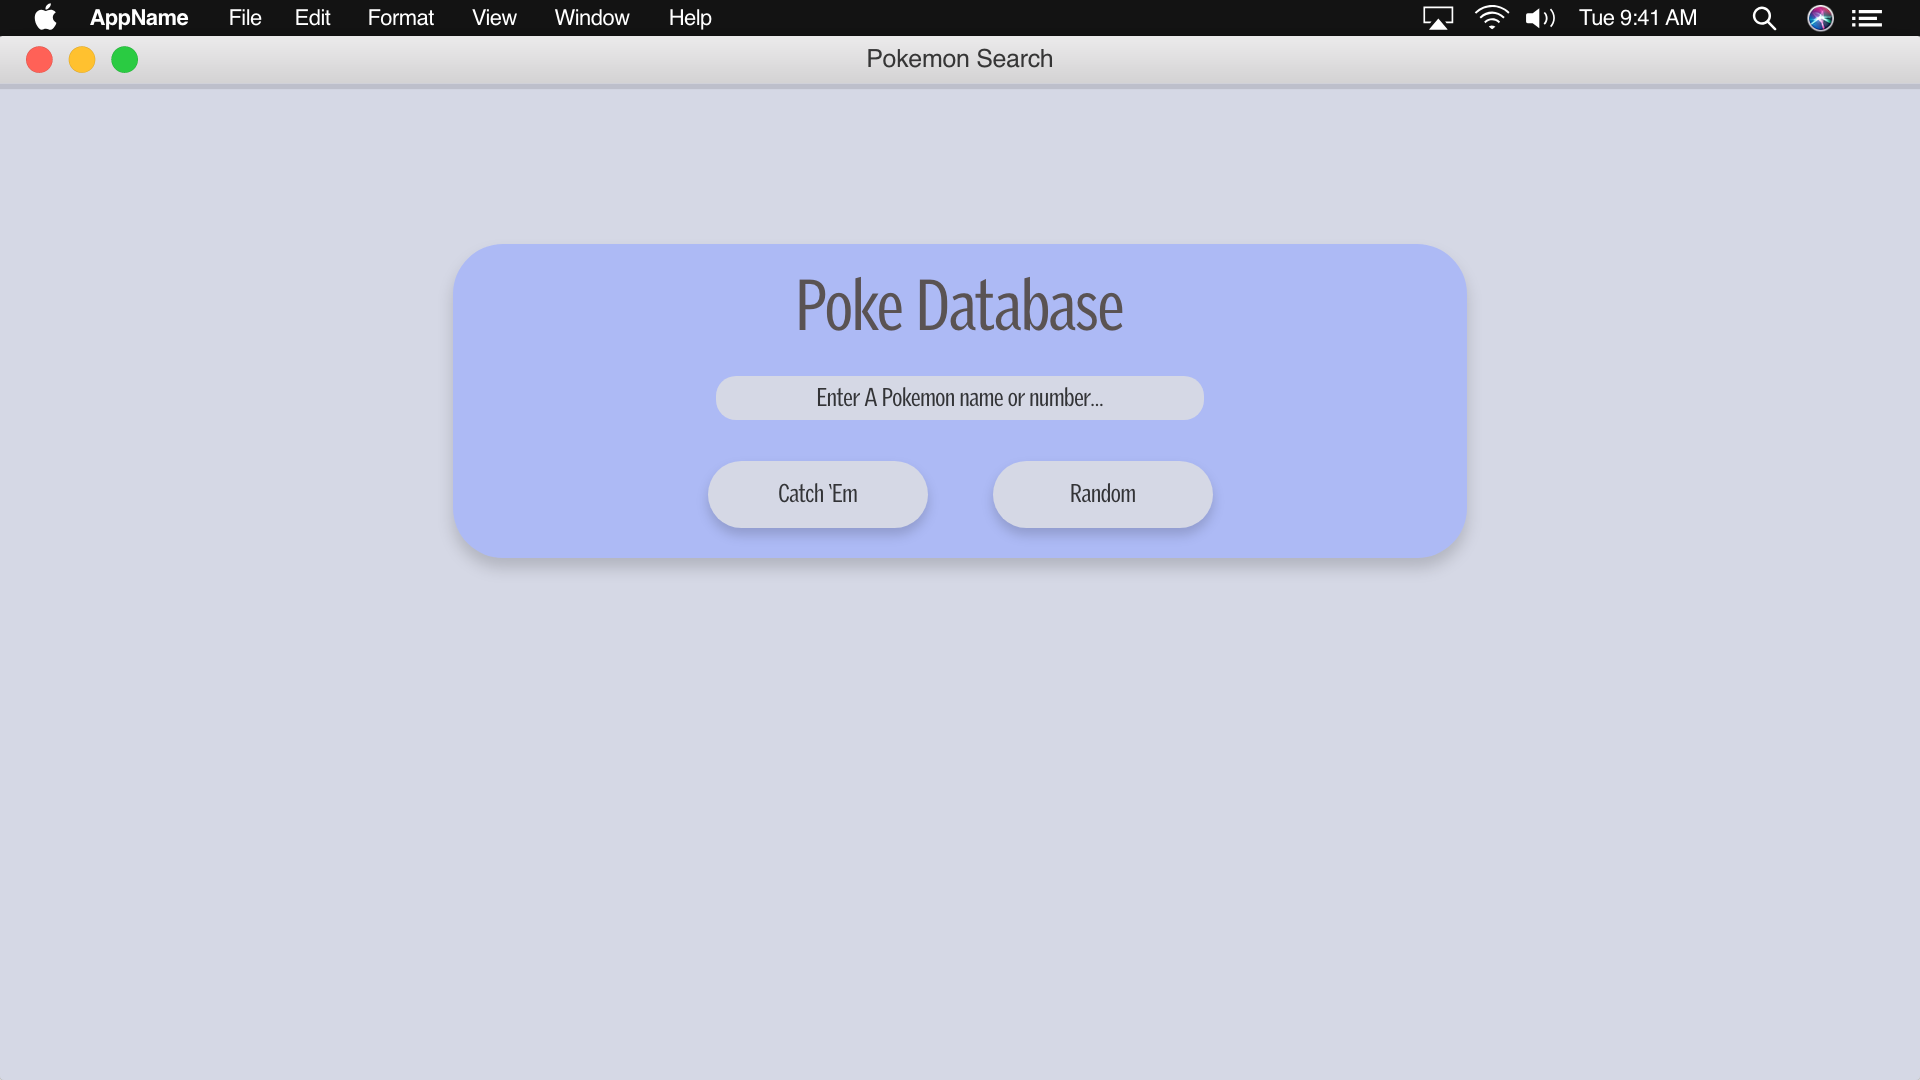 AppName File Edit Format View Window Help Tue 9:41 AM
Pokemon Search
Poke Database
Enter A Pokemon name or number...
Catch ‘Em Random